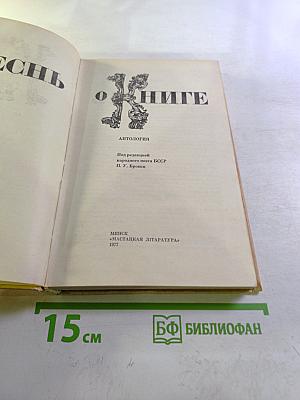 ЕСНЬ
О КНИГЕ
АНТОЛОГИЯ
Под редакцией
народного поэта БССР
П. У. Бровки
МИНСК
«МАСТАЦКАЯ ЛІТАРАТУРА»
1977
15 см
БФ БИБЛИОФАН